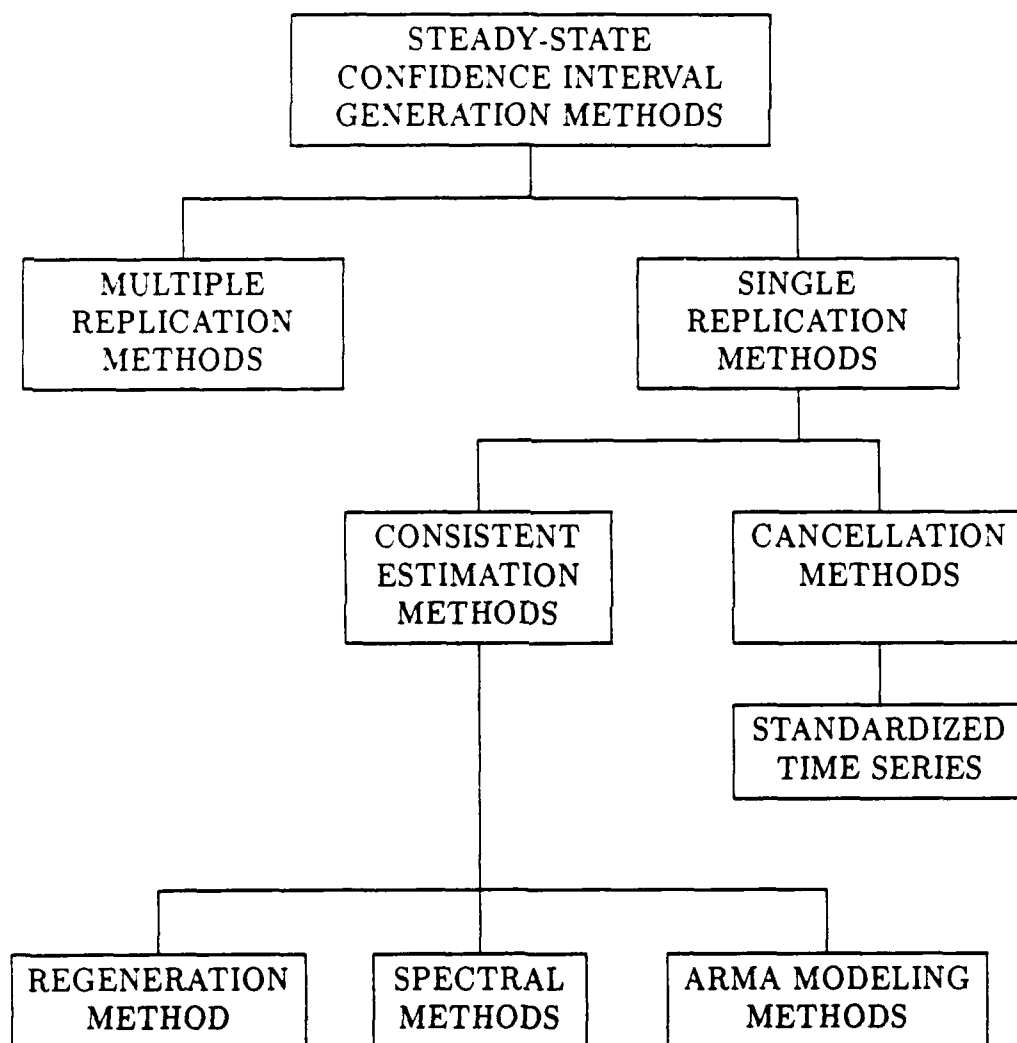 STEADY-STATE
CONFIDENCE INTERVAL
GENERATION METHODS
MULTIPLE
REPLICATION
METHODS
SINGLE
REPLICATION
METHODS
CONSISTENT
ESTIMATION
METHODS
CANCELLATION
METHODS
STANDARDIZED
TIME SERIES
REGENERATION
METHOD
SPECTRAL
METHODS
ARMA MODELING
METHODS